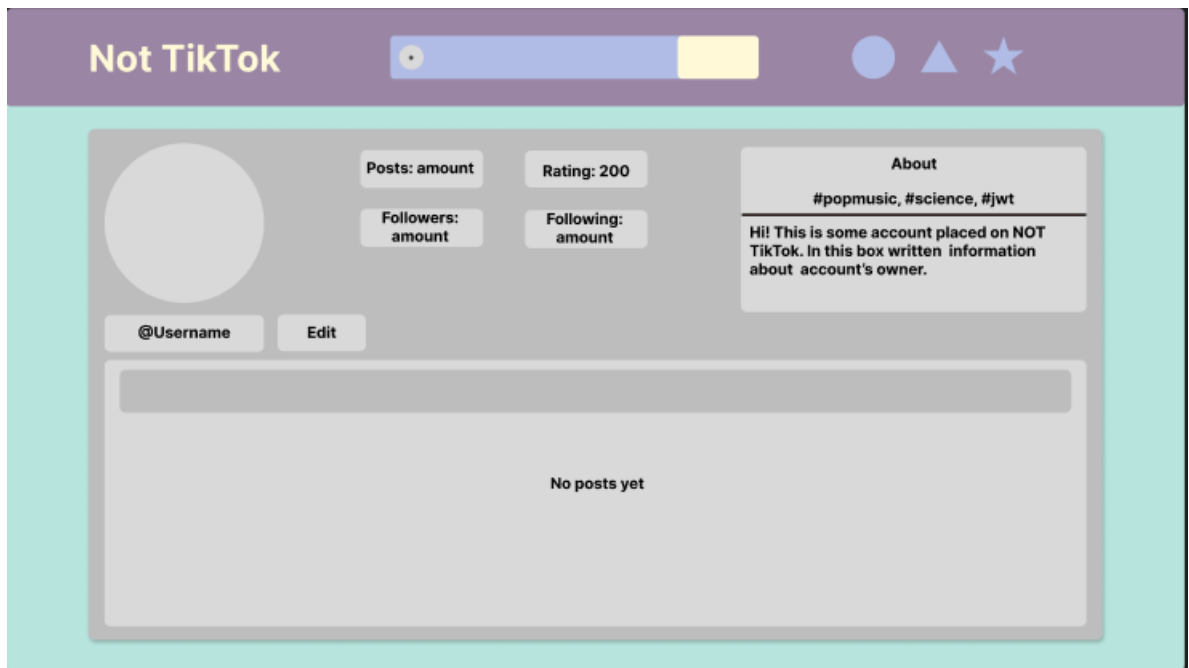 Not TikTok
Posts: amount
Rating: 200
Followers:
amount
Following:
amount
About
#popmusic, #science, #jwt
Hi! This is some account placed on NOT
TikTok. In this box written  information
about  account's owner.
@Username
Edit
No posts yet